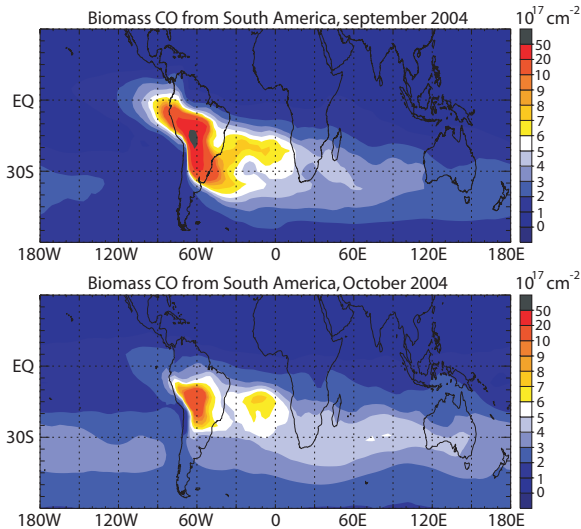 Biomass CO from South America, september 2004
10¹⁷ cm⁻²
50
20
10
9
8
7
6
5
4
3
2
1
0
EQ
30S
180W 120W 60W 0 60E 120E 180E
Biomass CO from South America, October 2004
10¹⁷ cm⁻²
50
20
10
9
8
7
6
5
4
3
2
1
0
EQ
30S
180W 120W 60W 0 60E 120E 180E